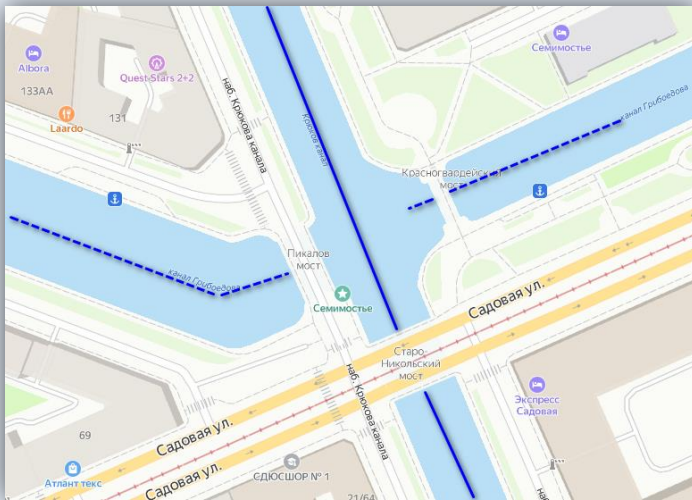 Albora
133АА
Quest Stars 2+2
Семимостье
131
Laardo
наб. Крюкова канала
Крюков канал
канал Грибоедова
Красногвардейский
мост
Пикалов
мост
канал Грибоедова
Семимостье
Садовая ул.
Старо-
Никольский
мост
наб. Крюкова канала
Экспресс
Садовая
69
Садовая ул.
Атлант текс
Садовая ул.
СДЮСШОР № 1
21/64
наб